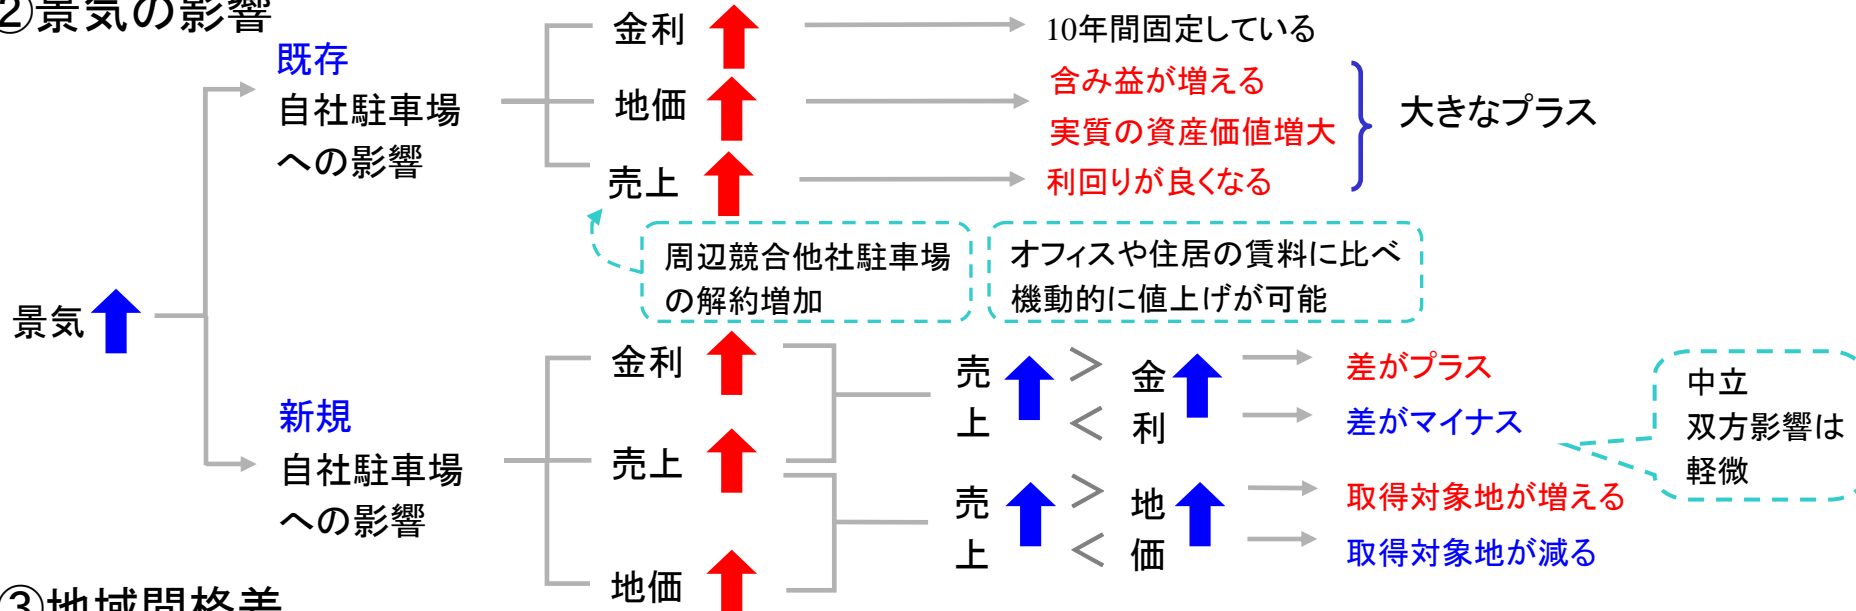 ②景気の影響
既存
自社駐車場
への影響
金利
10年間固定している
地価
含み益が増える
実質の資産価値増大
大きなプラス
売上
利回りが良くなる
周辺競合他社駐車場
の解約増加
オフィスや住居の賃料に比べ
機動的に値上げが可能
景気
新規
自社駐車場
への影響
金利
売上
地価
売上
>
<
金利
差がプラス
差がマイナス
中立
双方影響は
軽微
売上
>
<
地価
取得対象地が増える
取得対象地が減る
③地域間格差